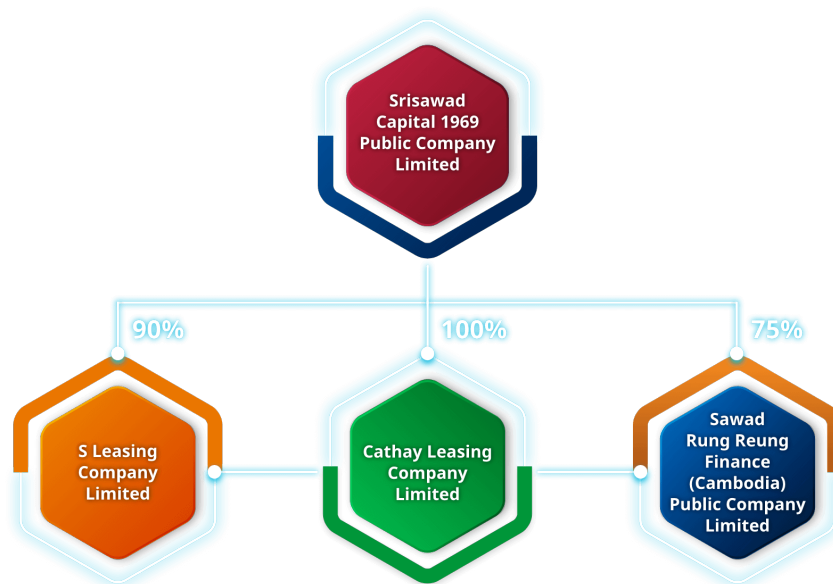 Srisawad
Capital 1969
Public Company
Limited
90%
100%
75%
S Leasing
Company
Limited
Cathay Leasing
Company
Limited
Sawad
Rung Reung
Finance
(Cambodia)
Public Company
Limited